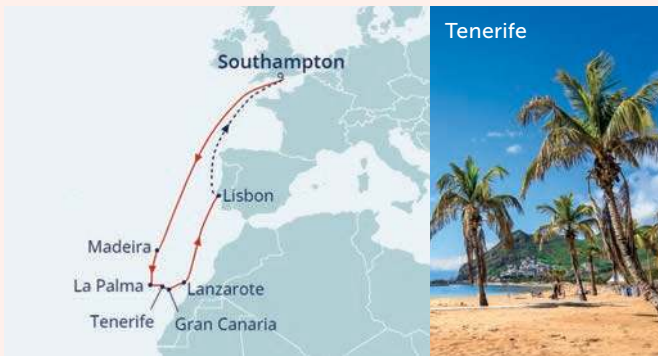 Southampton
Lisbon
Madeira
La Palma
Lanzarote
Tenerife
Gran Canaria
Tenerife